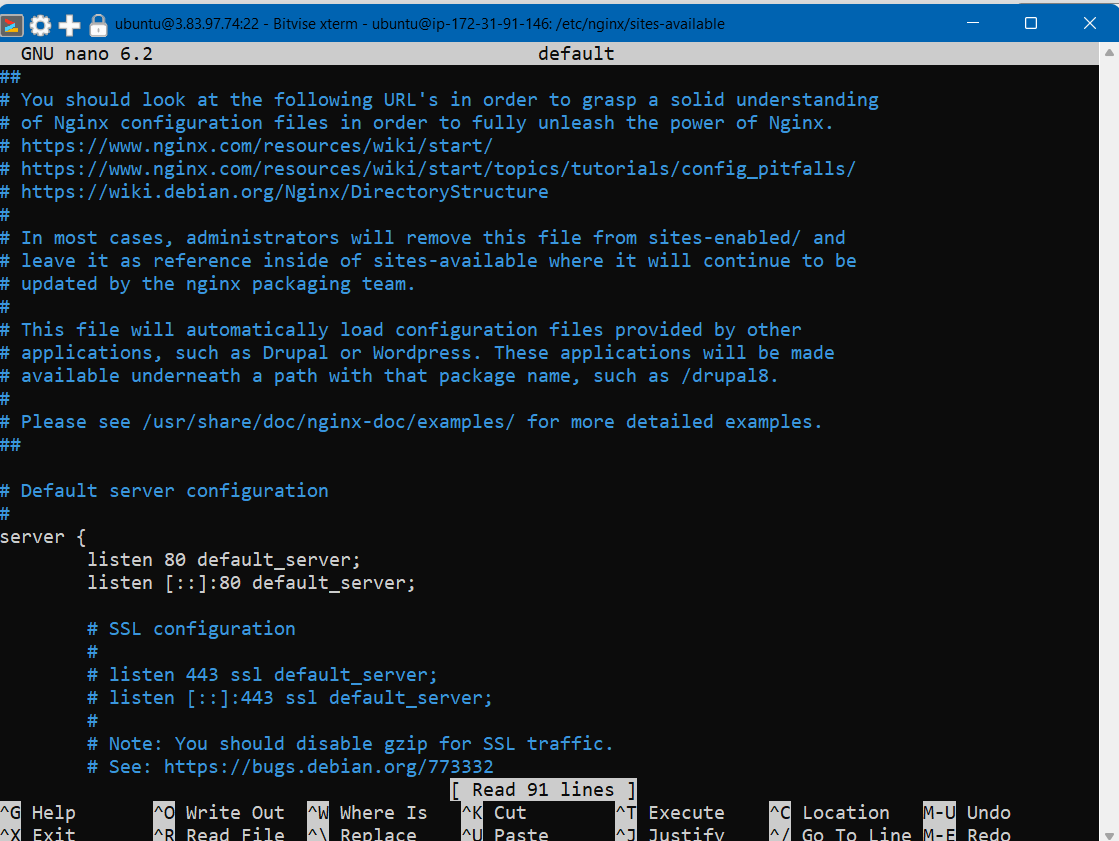 ubuntu@3.83.97.74:22 - Bitvise xterm - ubuntu@ip-172-31-91-146: /etc/nginx/sites-available
GNU nano 6.2 default
##
# You should look at the following URL's in order to grasp a solid understanding
# of Nginx configuration files in order to fully unleash the power of Nginx.
# https://www.nginx.com/resources/wiki/start/
# https://www.nginx.com/resources/wiki/start/topics/tutorials/config_pitfalls/
# https://wiki.debian.org/Nginx/DirectoryStructure
#
# In most cases, administrators will remove this file from sites-enabled/ and
# leave it as reference inside of sites-available where it will continue to be
# updated by the nginx packaging team.
#
# This file will automatically load configuration files provided by other
# applications, such as Drupal or Wordpress. These applications will be made
# available underneath a path with that package name, such as /drupal8.
#
# Please see /usr/share/doc/nginx-doc/examples/ for more detailed examples.
##
# Default server configuration
#
server {
listen 80 default_server;
listen [::]:80 default_server;
# SSL configuration
#
# listen 443 ssl default_server;
# listen [::]:443 ssl default_server;
#
# Note: You should disable gzip for SSL traffic.
# See: https://bugs.debian.org/773332
[ Read 91 lines ]
^G Help ^O Write Out ^W Where Is ^K Cut ^T Execute ^C Location M-U Undo
^X Exit ^R Read File ^\ Replace ^U Paste ^J Justify ^/ Go To Line M-E Redo